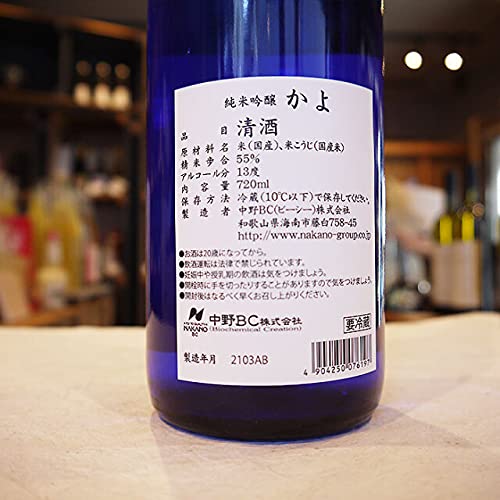 純米吟醸 かよ
品目 清酒
原材料名 米(国産)、米こうじ(国産米)
精米歩合 55%
アルコール分 13度
内容量 720ml
保存方法 冷蔵(10℃以下)で保存してください。
製造者 中野BC(ビーシー)株式会社
和歌山県海南市藤白758-45
http://www.nakano-group.co.jp
●お酒は20歳になってから。
●飲酒運転は法律で禁じられています。
●妊娠中や授乳期の飲酒は気をつけましょう。
●開栓時に手を切ったりすることがありますので気をつけましょう。
●開封後はなるべく早くお召し上がりください。
NAKANO BC
中野BC株式会社
(Biochemical Creation)
要冷蔵
製造年月 2103AB
4 904250 076197